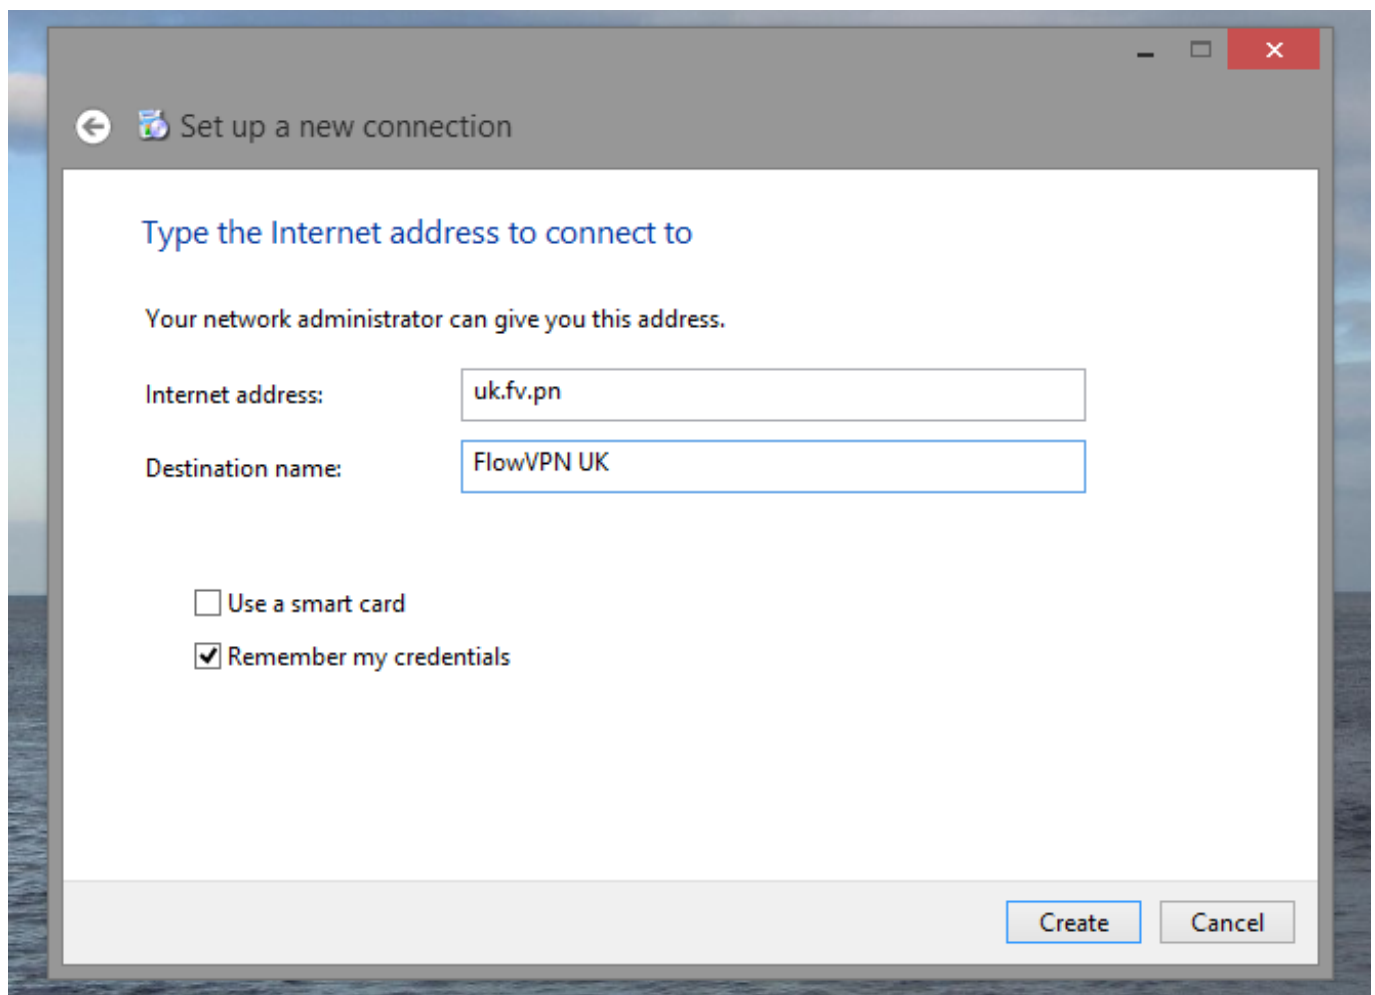 Set up a new connection
Type the Internet address to connect to
Your network administrator can give you this address.
Internet address: uk.fv.pn
Destination name: FlowVPN UK
Use a smart card
Remember my credentials
Create Cancel